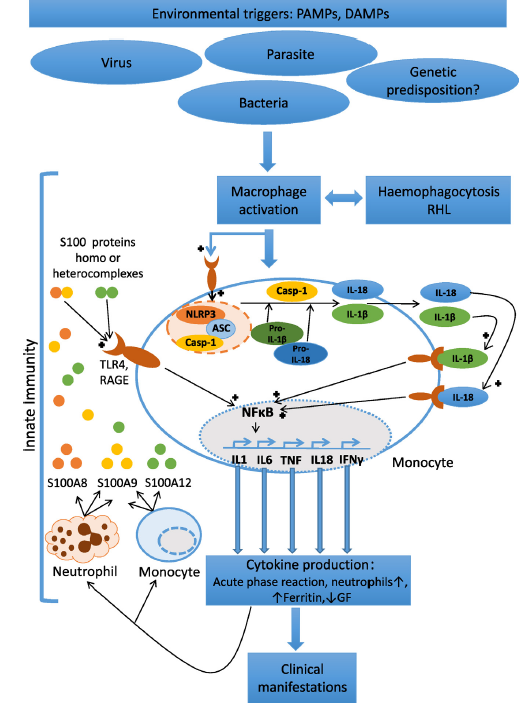 Environmental triggers: PAMPs, DAMPs
Virus
Parasite
Genetic
predisposition?
Bacteria
Macrophage
activation
Haemophagocytosis
RHL
Innate Immunity
S100 proteins
homo or
heterocomplexes
TLR4,
RAGE
NLRP3
ASC
Casp-1
Casp-1
Pro-
IL-1β
Pro-
IL-18
IL-18
IL-1β
IL-18
IL-1β
IL-1β
IL-18
NFκB
IL1 IL6 TNF IL18 IFNγ
Monocyte
S100A8 S100A9 S100A12
Neutrophil
Monocyte
Cytokine production:
Acute phase reaction, neutrophils↑,
↑Ferritin,↓GF
Clinical
manifestations